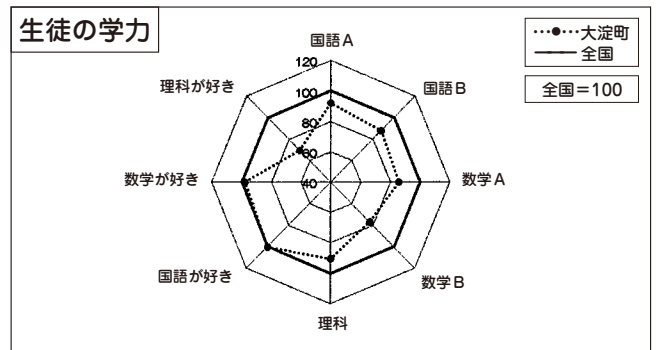 生徒の学力
大淀町
全国
全国=100
国語A
国語B
数学A
数学B
理科
国語が好き
数学が好き
理科が好き
120
100
80
60
40